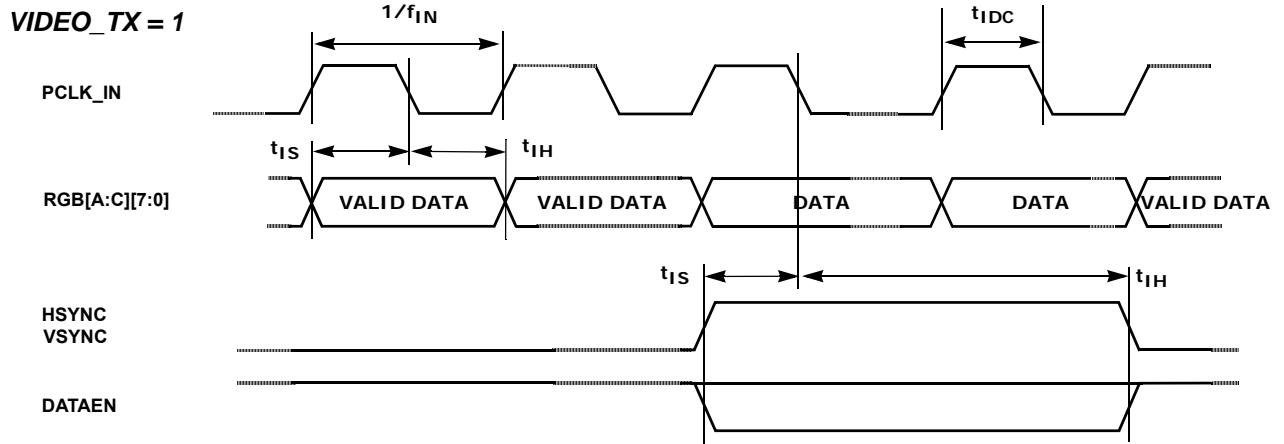 VIDEO_TX = 1
1/fIN
tIDC
PCLK_IN
tIS
tIH
RGB[A:C][7:0]
VALID DATA
VALID DATA
DATA
DATA
VALID DATA
tIS
tIH
HSYNC
VSYNC
DATAEN